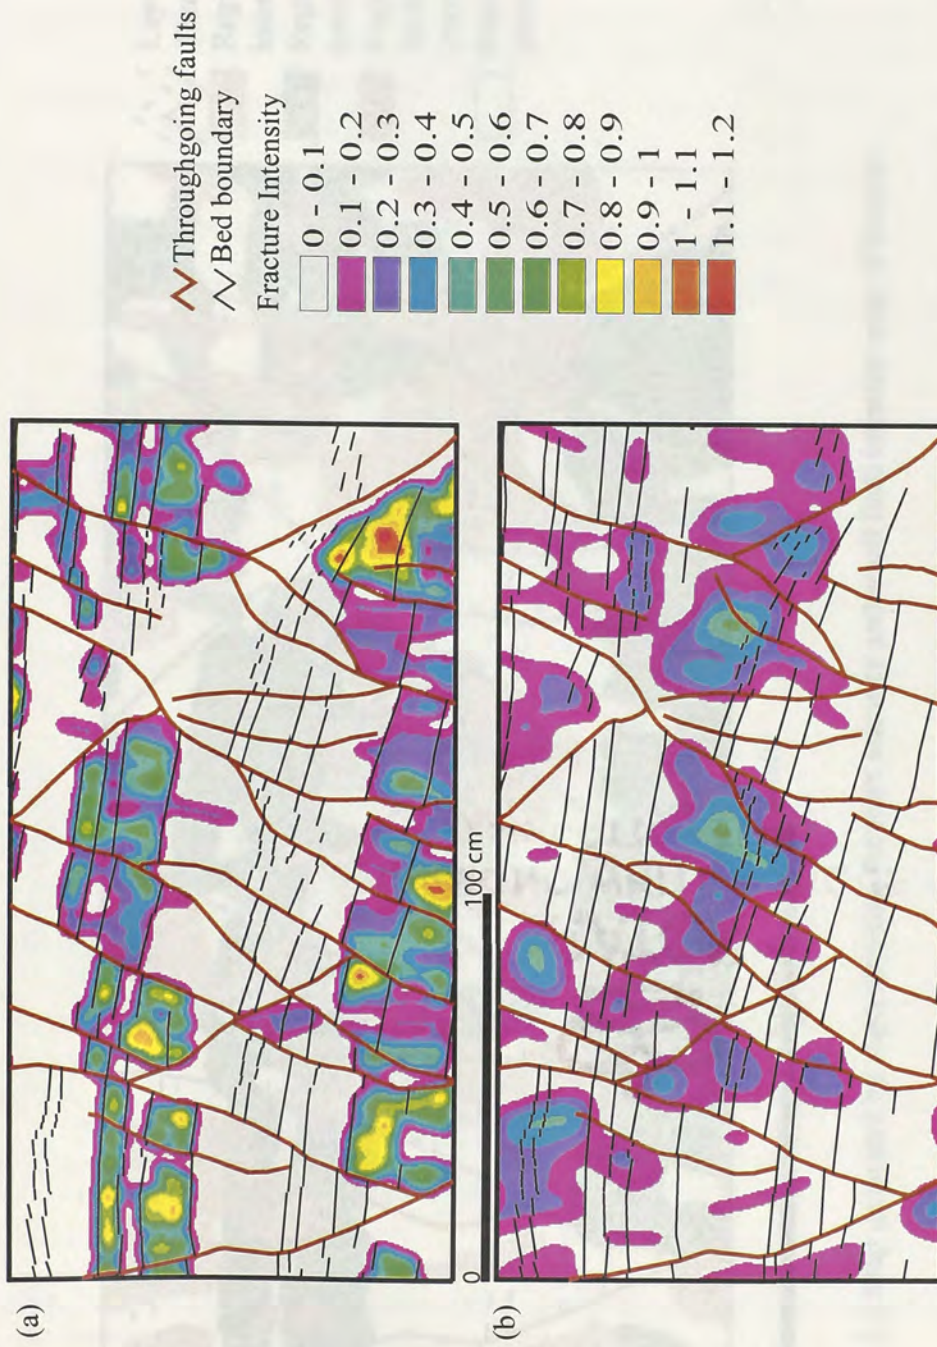 (a)
Throughgoing faults
Bed boundary
Fracture Intensity
0 - 0.1
0.1 - 0.2
0.2 - 0.3
0.3 - 0.4
0.4 - 0.5
0.5 - 0.6
0.6 - 0.7
0.7 - 0.8
0.8 - 0.9
0.9 - 1
1 - 1.1
1.1 - 1.2
0
100 cm
(b)